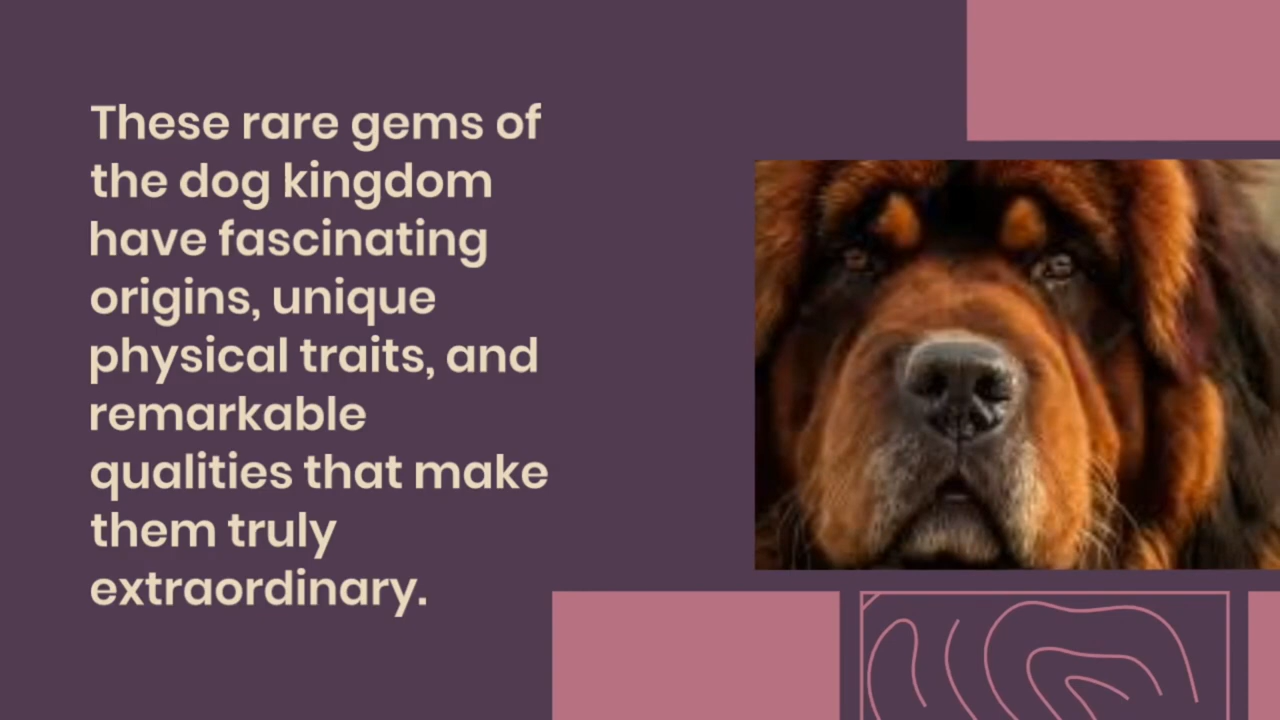 These rare gems of
the dog kingdom
have fascinating
origins, unique
physical traits, and
remarkable
qualities that make
them truly
extraordinary.